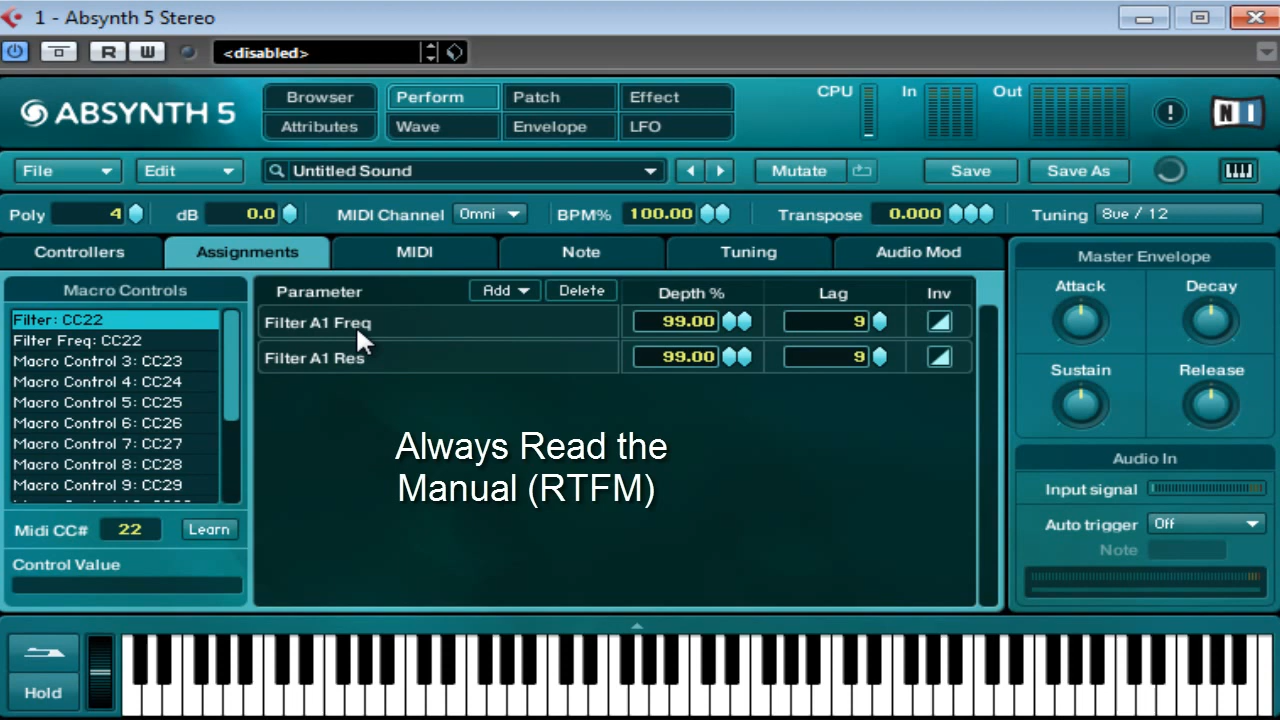 1 - Absynth 5 Stereo
R W <disabled>
ABSYNTH 5
Browser Perform Patch Effect
Attributes Wave Envelope LFO
CPU In Out ! NI
File Edit Untitled Sound Mutate Save Save As
Poly 4 dB 0.0 MIDI Channel Omni BPM% 100.00 Transpose 0.000 Tuning 8ve / 12
Controllers Assignments MIDI Note Tuning Audio Mod
Macro Controls
Filter: CC22
Filter Freq: CC22
Macro Control 3: CC23
Macro Control 4: CC24
Macro Control 5: CC25
Macro Control 6: CC26
Macro Control 7: CC27
Macro Control 8: CC28
Macro Control 9: CC29
Midi CC# 22 Learn
Control Value
Parameter Add Delete Depth % Lag Inv
Filter A1 Freq 99.00 9
Filter A1 Res 99.00 9
Always Read the
Manual (RTFM)
Master Envelope
Attack Decay
Sustain Release
Audio In
Input signal
Auto trigger Off
Note
Hold